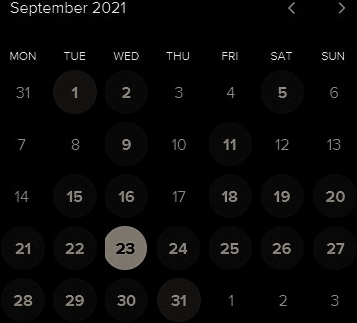 September 2021
MON TUE WED THU FRI SAT SUN
31 1 2 3 4 5 6
7 8 9 10 11 12 13
14 15 16 17 18 19 20
21 22 23 24 25 26 27
28 29 30 31 1 2 3